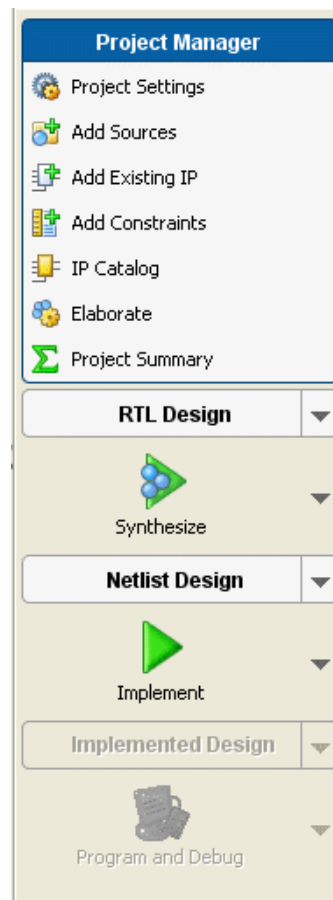 Project Manager
Project Settings
Add Sources
Add Existing IP
Add Constraints
IP Catalog
Elaborate
Project Summary
RTL Design
Synthesize
Netlist Design
Implement
Implemented Design
Program and Debug